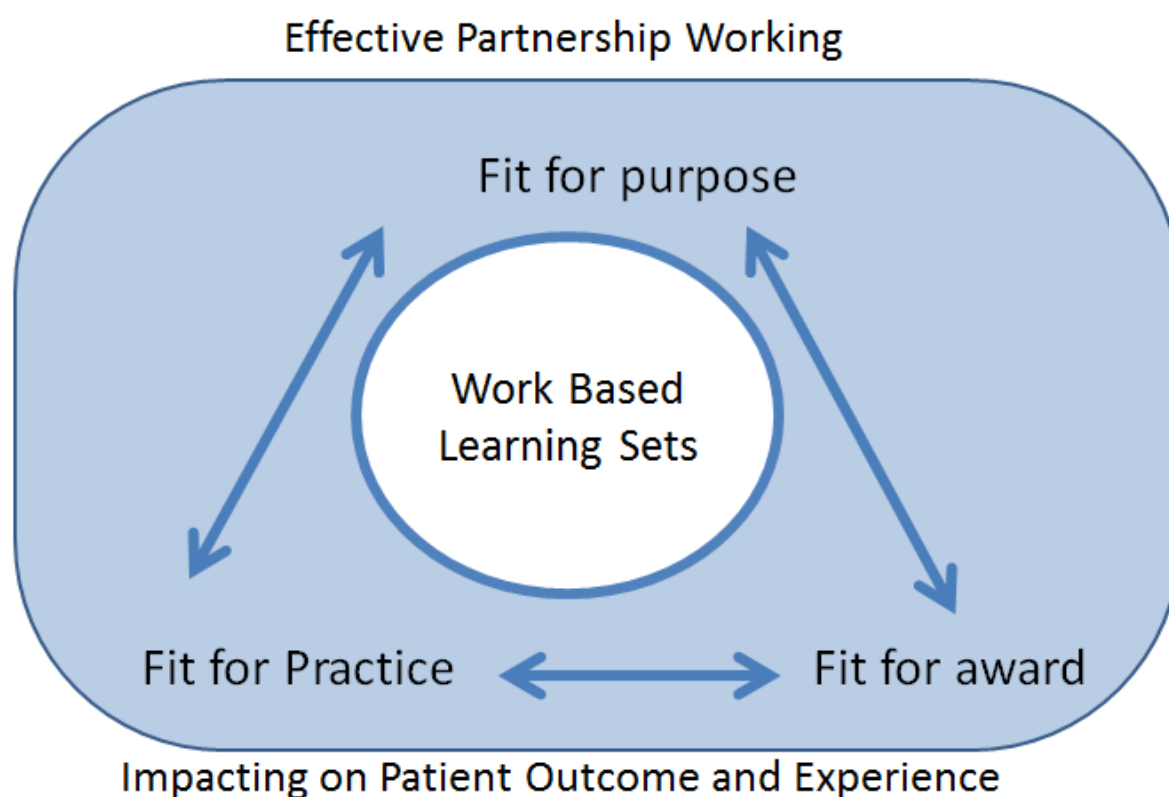 Effective Partnership Working
Fit for purpose
Work Based
Learning Sets
Fit for Practice
Fit for award
Impacting on Patient Outcome and Experience